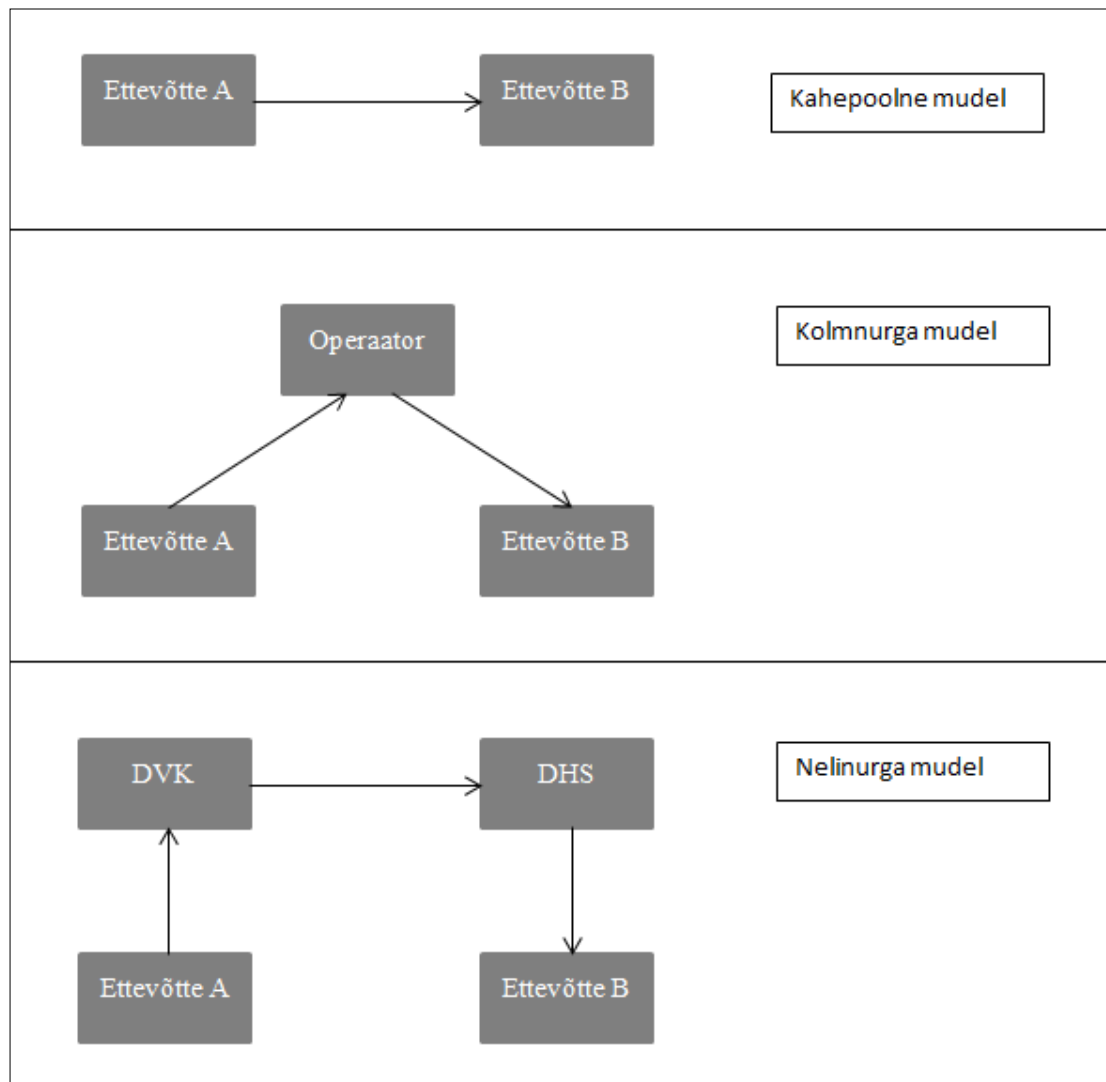 Ettevõtte A
Ettevõtte B
Kahepoolne mudel
Operaator
Kolmnurga mudel
Ettevõtte A
Ettevõtte B
DVK
DHS
Nelinurga mudel
Ettevõtte A
Ettevõtte B